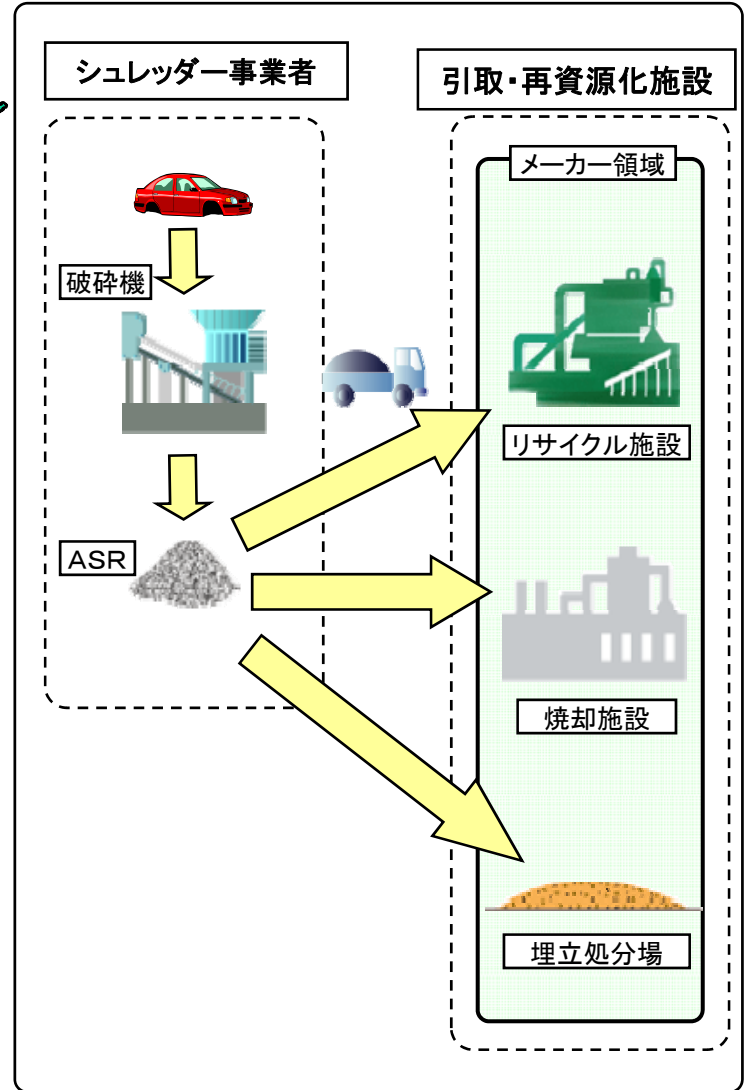 シュレッダー事業者
引取・再資源化施設
メーカー領域
破砕機
リサイクル施設
ASR
焼却施設
埋立処分場